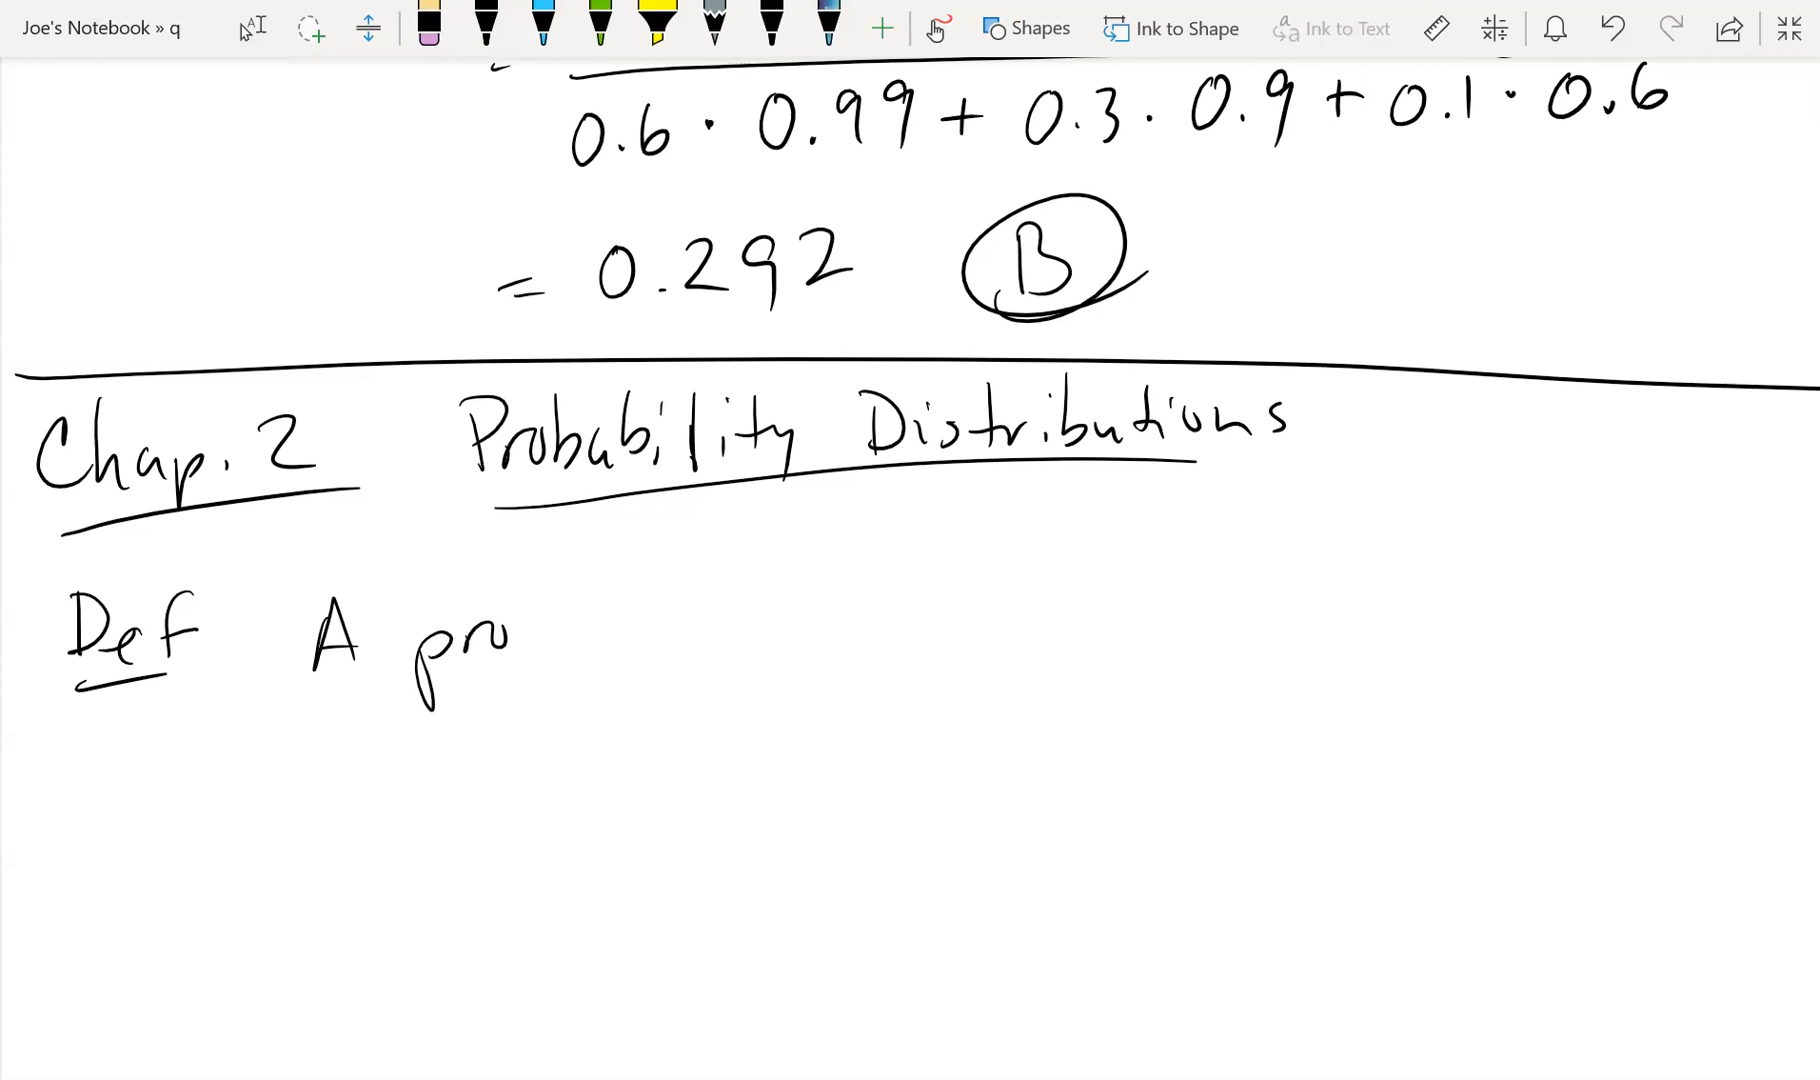 Joe's Notebook » q
Shapes
Ink to Shape
Ink to Text
0.6 · 0.99 + 0.3 · 0.9 + 0.1 · 0.6
= 0.292 B
Chap. 2 Probability Distributions
Def A pro